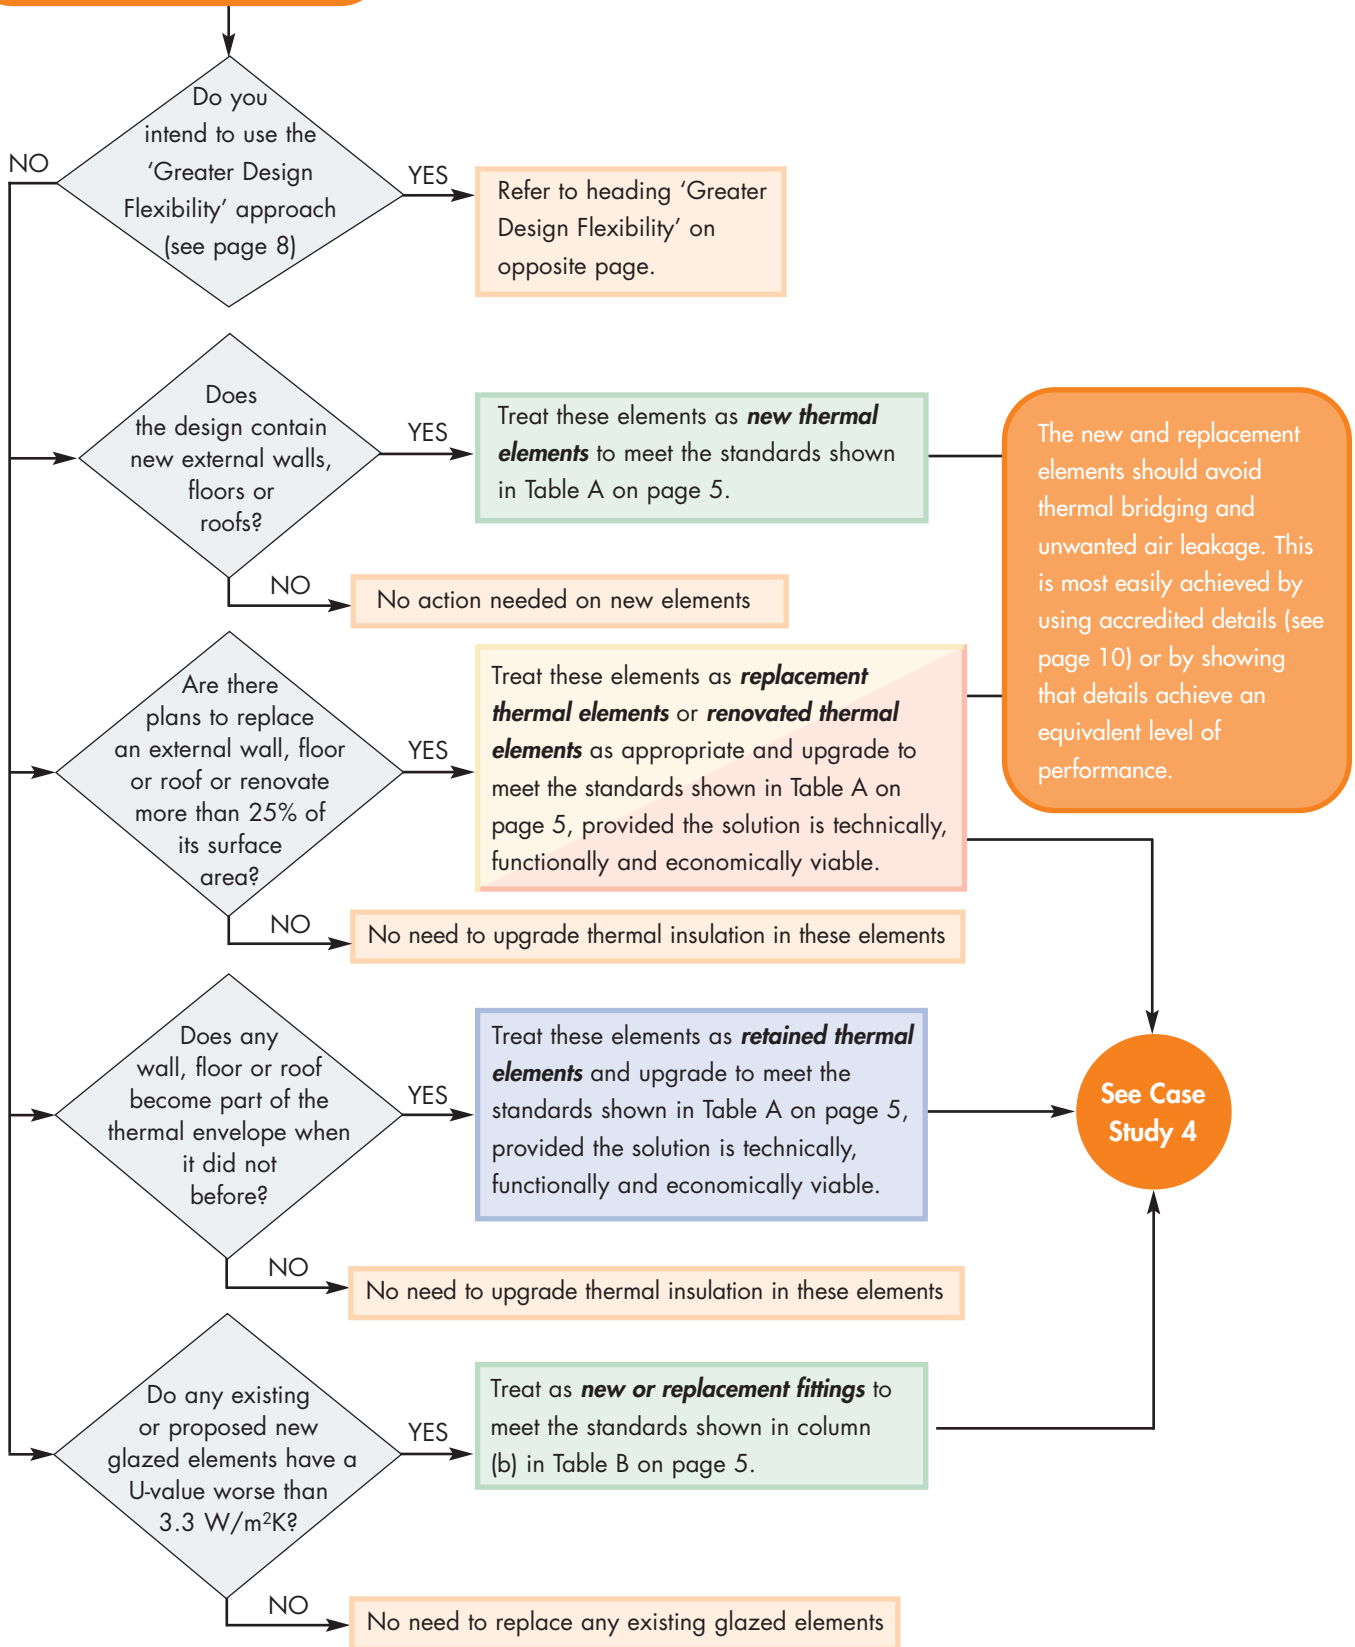 Do you
intend to use the
‘Greater Design
Flexibility’ approach
(see page 8)
NO
YES
Refer to heading ‘Greater
Design Flexibility’ on
opposite page.
Does
the design contain
new external walls,
floors or
roofs?
YES
Treat these elements as new thermal
elements to meet the standards shown
in Table A on page 5.
NO
No action needed on new elements
The new and replacement
elements should avoid
thermal bridging and
unwanted air leakage. This
is most easily achieved by
using accredited details (see
page 10) or by showing
that details achieve an
equivalent level of
performance.
Are there
plans to replace
an external wall, floor
or roof or renovate
more than 25% of
its surface
area?
YES
Treat these elements as replacement
thermal elements or renovated thermal
elements as appropriate and upgrade to
meet the standards shown in Table A on
page 5, provided the solution is technically,
functionally and economically viable.
NO
No need to upgrade thermal insulation in these elements
Does any
wall, floor or roof
become part of the
thermal envelope when
it did not
before?
YES
Treat these elements as retained thermal
elements and upgrade to meet the
standards shown in Table A on page 5,
provided the solution is technically,
functionally and economically viable.
See Case
Study 4
NO
No need to upgrade thermal insulation in these elements
Do any existing
or proposed new
glazed elements have a
U-value worse than
3.3 W/m²K?
YES
Treat as new or replacement fittings to
meet the standards shown in column
(b) in Table B on page 5.
NO
No need to replace any existing glazed elements